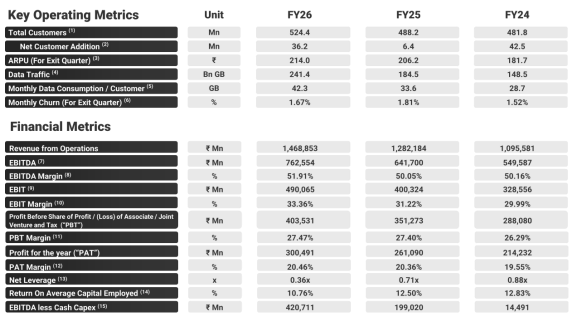 Key Operating Metrics Unit FY26 FY25 FY24
Total Customers (1) Mn 524.4 488.2 481.8
Net Customer Addition (2) Mn 36.2 6.4 42.5
ARPU (For Exit Quarter) (3) ₹ 214.0 206.2 181.7
Data Traffic (4) Bn GB 241.4 184.5 148.5
Monthly Data Consumption / Customer (5) GB 42.3 33.6 28.7
Monthly Churn (For Exit Quarter) (6) % 1.67% 1.81% 1.52%
Financial Metrics
Revenue from Operations ₹ Mn 1,468,853 1,282,184 1,095,581
EBITDA (7) ₹ Mn 762,554 641,700 549,587
EBITDA Margin (8) % 51.91% 50.05% 50.16%
EBIT (9) ₹ Mn 490,065 400,324 328,556
EBIT Margin (10) % 33.36% 31.22% 29.99%
Profit Before Share of Profit / (Loss) of Associate / Joint
Venture and Tax ("PBT") ₹ Mn 403,531 351,273 288,080
PBT Margin (11) % 27.47% 27.40% 26.29%
Profit for the year ("PAT") ₹ Mn 300,491 261,090 214,232
PAT Margin (12) % 20.46% 20.36% 19.55%
Net Leverage (13) x 0.36x 0.71x 0.88x
Return On Average Capital Employed (14) % 10.76% 12.50% 12.83%
EBITDA less Cash Capex (15) ₹ Mn 420,711 199,020 14,491